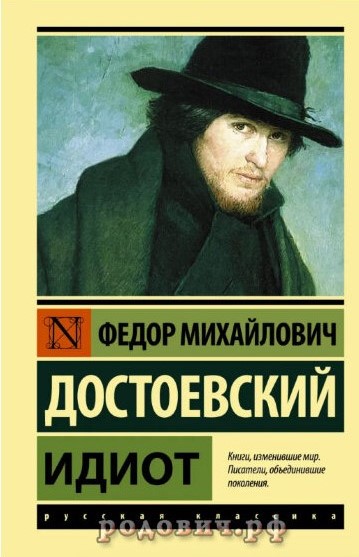 N
ФЕДОР МИХАЙЛОВИЧ
ДОСТОЕВСКИЙ
ИДИОТ
Книги, изменившие мир.
Писатели, объединившие
поколения.
русская классика
родович.рф